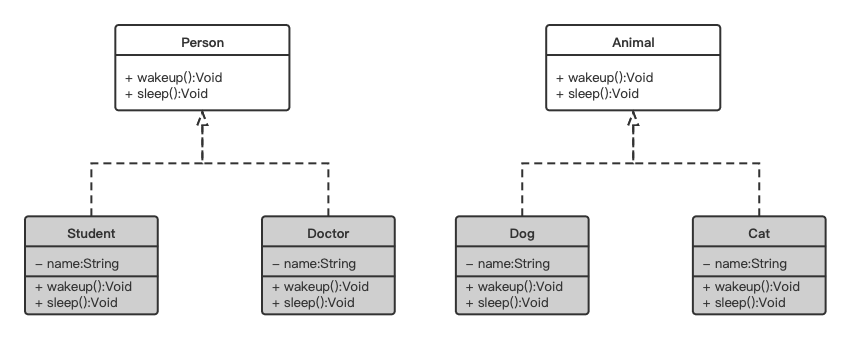 Person
+ wakeup():Void
+ sleep():Void
Animal
+ wakeup():Void
+ sleep():Void
Student
– name:String
+ wakeup():Void
+ sleep():Void
Doctor
– name:String
+ wakeup():Void
+ sleep():Void
Dog
– name:String
+ wakeup():Void
+ sleep():Void
Cat
– name:String
+ wakeup():Void
+ sleep():Void